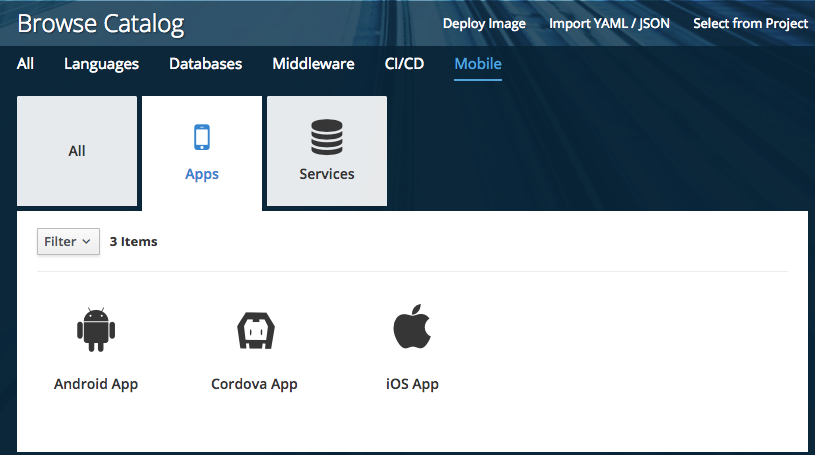 Browse Catalog
Deploy Image Import YAML / JSON Select from Project
All Languages Databases Middleware CI/CD Mobile
All
Apps
Services
Filter
3 Items
Android App Cordova App iOS App